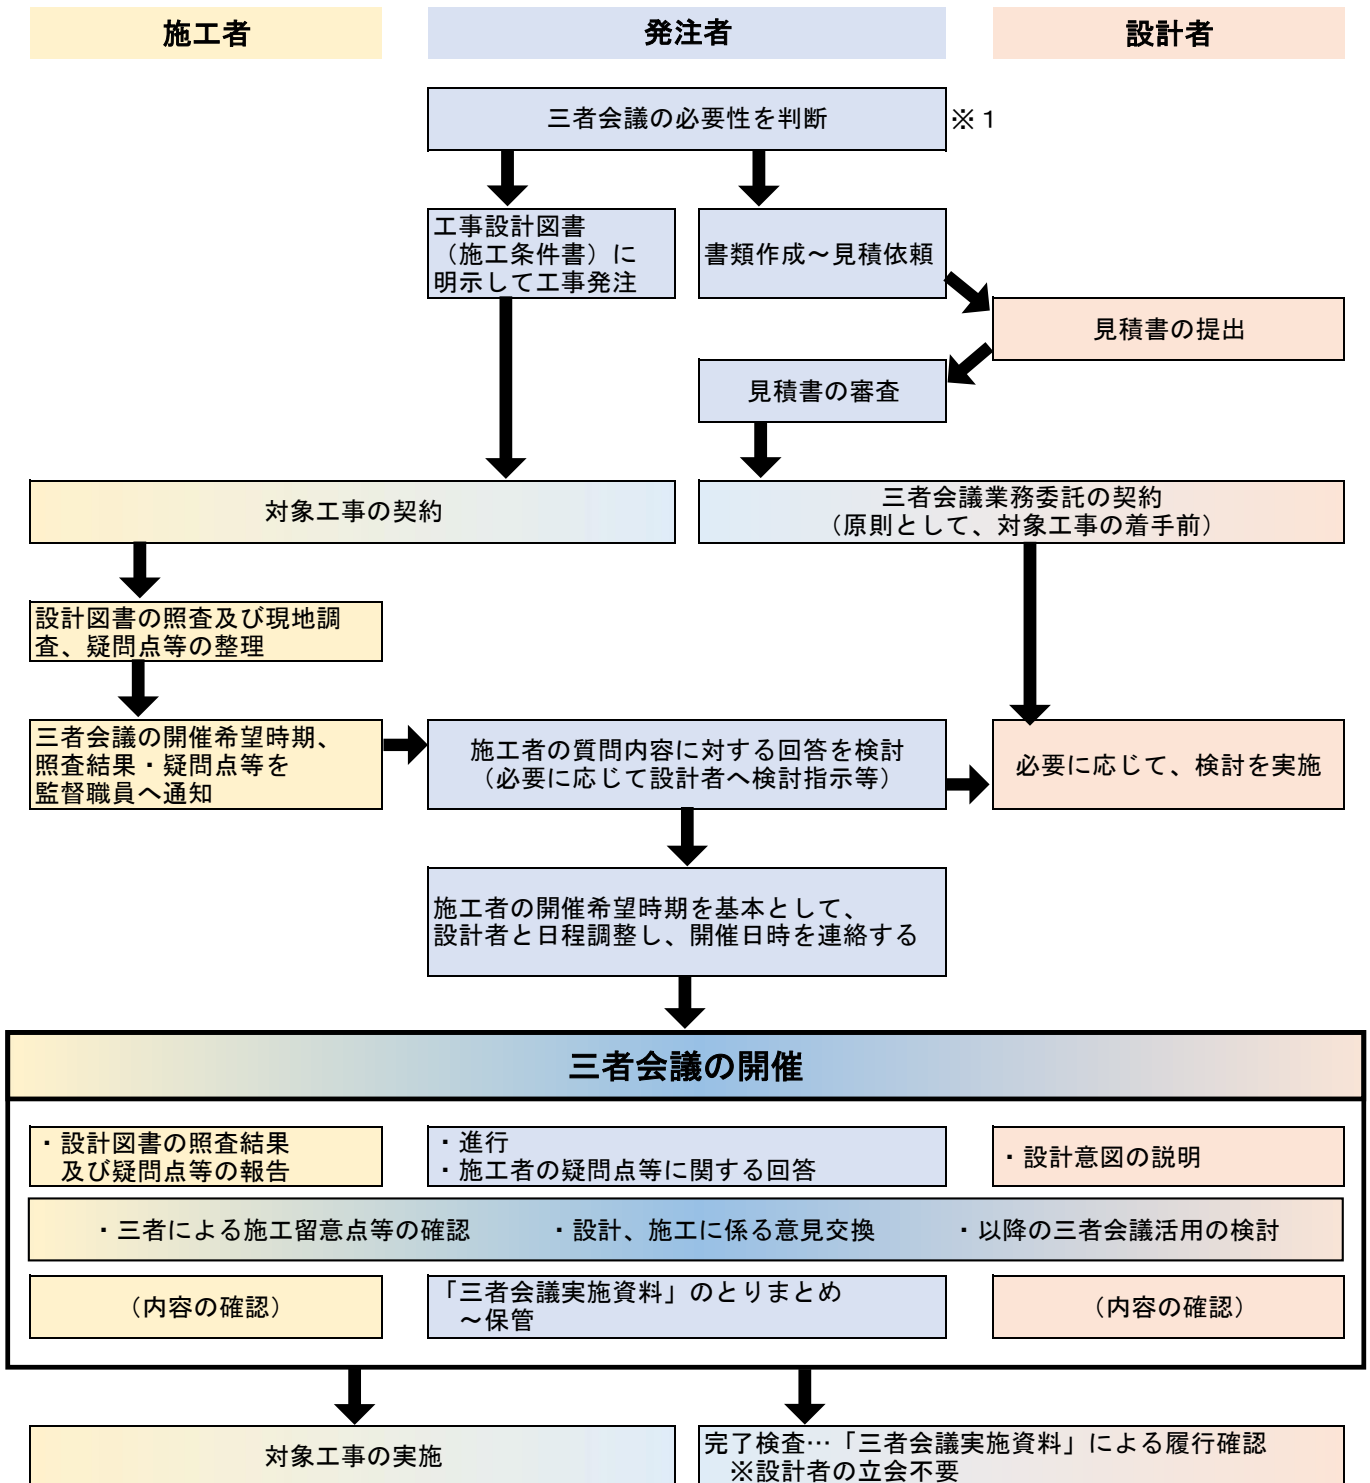 施工者
発注者
設計者
三者会議の必要性を判断
※１
工事設計図書
（施工条件書）に
明示して工事発注
書類作成～見積依頼
見積書の提出
見積書の審査
対象工事の契約
三者会議業務委託の契約
（原則として、対象工事の着手前）
設計図書の照査及び現地調
査、疑問点等の整理
三者会議の開催希望時期、
照査結果・疑問点等を
監督職員へ通知
施工者の質問内容に対する回答を検討
（必要に応じて設計者へ検討指示等）
必要に応じて、検討を実施
施工者の開催希望時期を基本として、
設計者と日程調整し、開催日時を連絡する
三者会議の開催
・設計図書の照査結果
及び疑問点等の報告
・進行
・施工者の疑問点等に関する回答
・設計意図の説明
・三者による施工留意点等の確認　・設計、施工に係る意見交換　・以降の三者会議活用の検討
（内容の確認）
「三者会議実施資料」のとりまとめ
～保管
（内容の確認）
対象工事の実施
完了検査…「三者会議実施資料」による履行確認
※設計者の立会不要